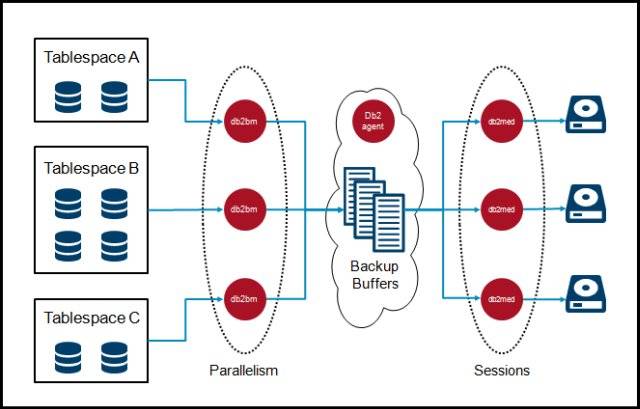 Tablespace A
Tablespace B
Tablespace C
db2bm
db2bm
db2bm
Parallelism
Db2
agent
Backup
Buffers
db2med
db2med
db2med
Sessions